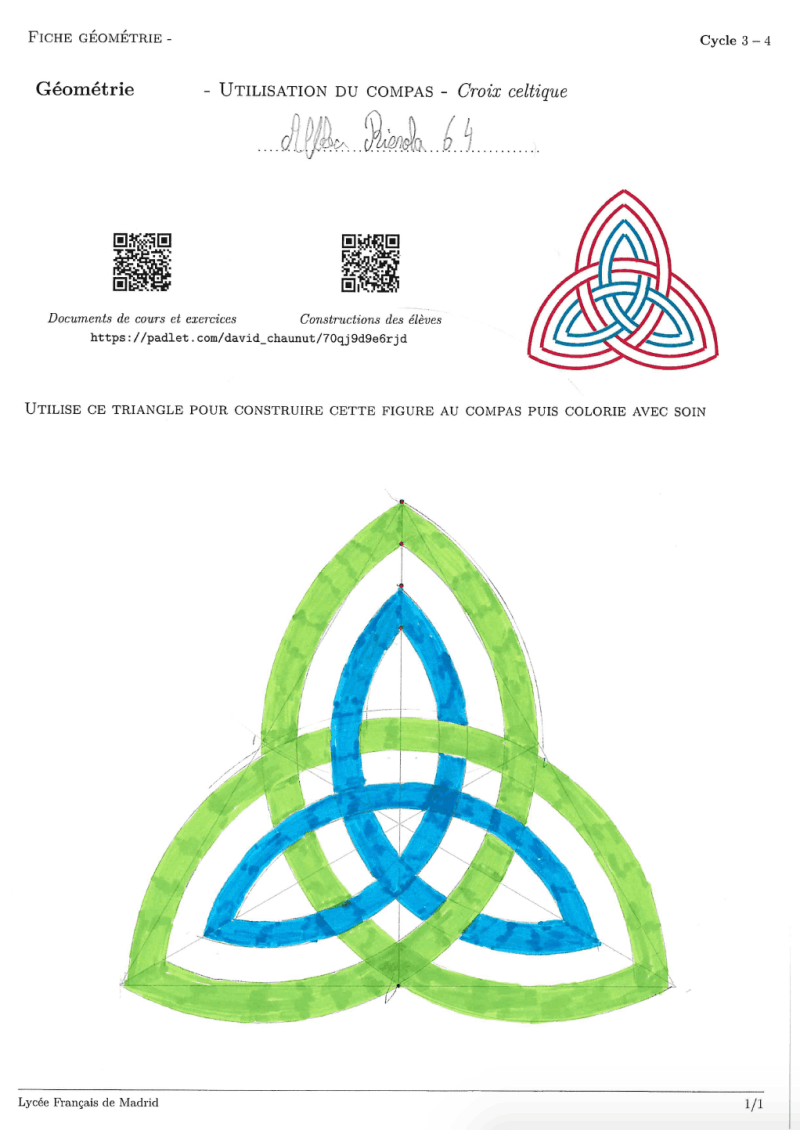 FICHE GÉOMÉTRIE -
Cycle 3 – 4
Géométrie - UTILISATION DU COMPAS - Croix celtique
64
Documents de cours et exercices
Constructions des élèves
https://padlet.com/david_chaunut/70qj9d9e6rjd
UTILISE CE TRIANGLE POUR CONSTRUIRE CETTE FIGURE AU COMPAS PUIS COLORIE AVEC SOIN
Lycée Français de Madrid
1/1